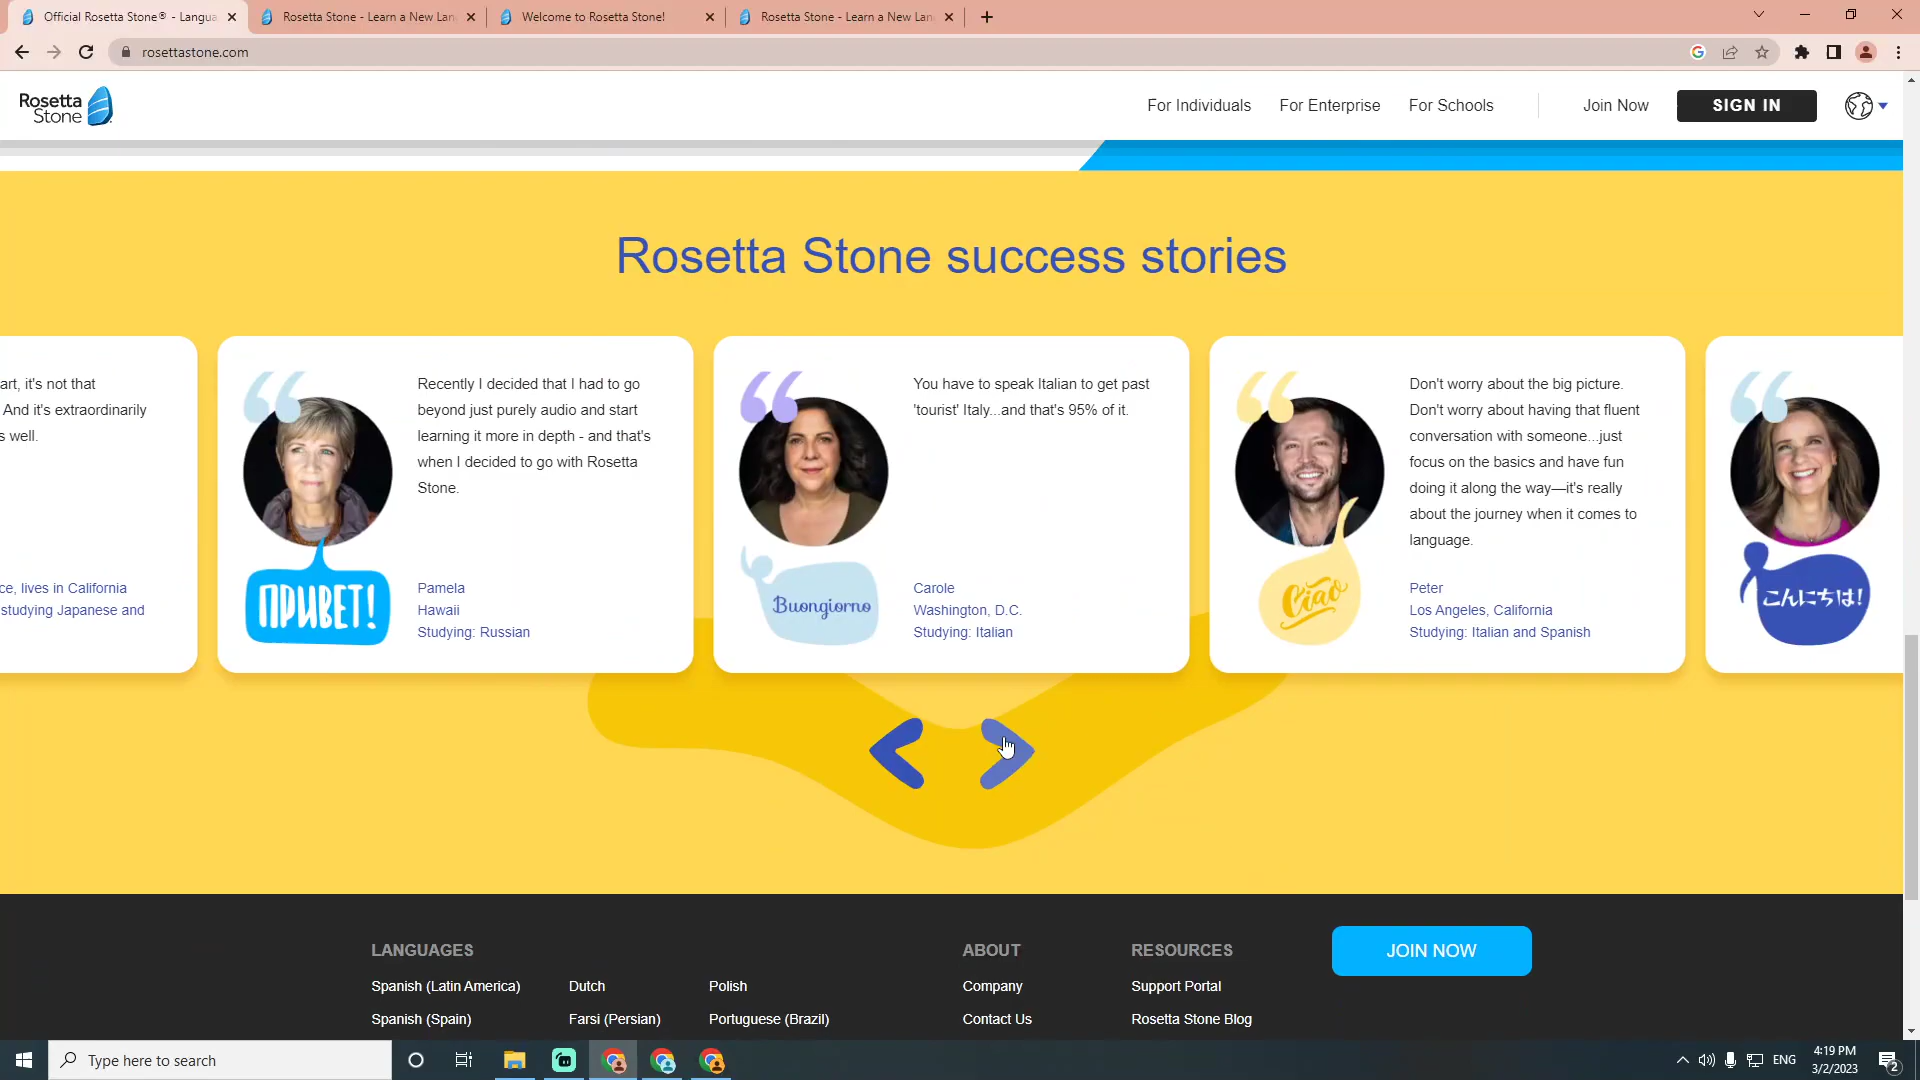 Official Rosetta Stone® - Langua
Rosetta Stone - Learn a New Lan
Welcome to Rosetta Stone!
Rosetta Stone - Learn a New Lan
rosettastone.com
Rosetta
Stone
For Individuals
For Enterprise
For Schools
Join Now
SIGN IN
Rosetta Stone success stories
art, it's not that
And it's extraordinarily
s well.
ce, lives in California
studying Japanese and
Recently I decided that I had to go
beyond just purely audio and start
learning it more in depth - and that's
when I decided to go with Rosetta
Stone.
ПРИВЕТ!
Pamela
Hawaii
Studying: Russian
You have to speak Italian to get past
'tourist' Italy...and that's 95% of it.
Buongiorno
Carole
Washington, D.C.
Studying: Italian
Don't worry about the big picture.
Don't worry about having that fluent
conversation with someone...just
focus on the basics and have fun
doing it along the way—it's really
about the journey when it comes to
language.
Ciao
Peter
Los Angeles, California
Studying: Italian and Spanish
こんにちは!
LANGUAGES
Spanish (Latin America)
Spanish (Spain)
Dutch
Farsi (Persian)
Polish
Portuguese (Brazil)
ABOUT
Company
Contact Us
RESOURCES
Support Portal
Rosetta Stone Blog
JOIN NOW
Type here to search
ENG
4:19 PM
3/2/2023
2